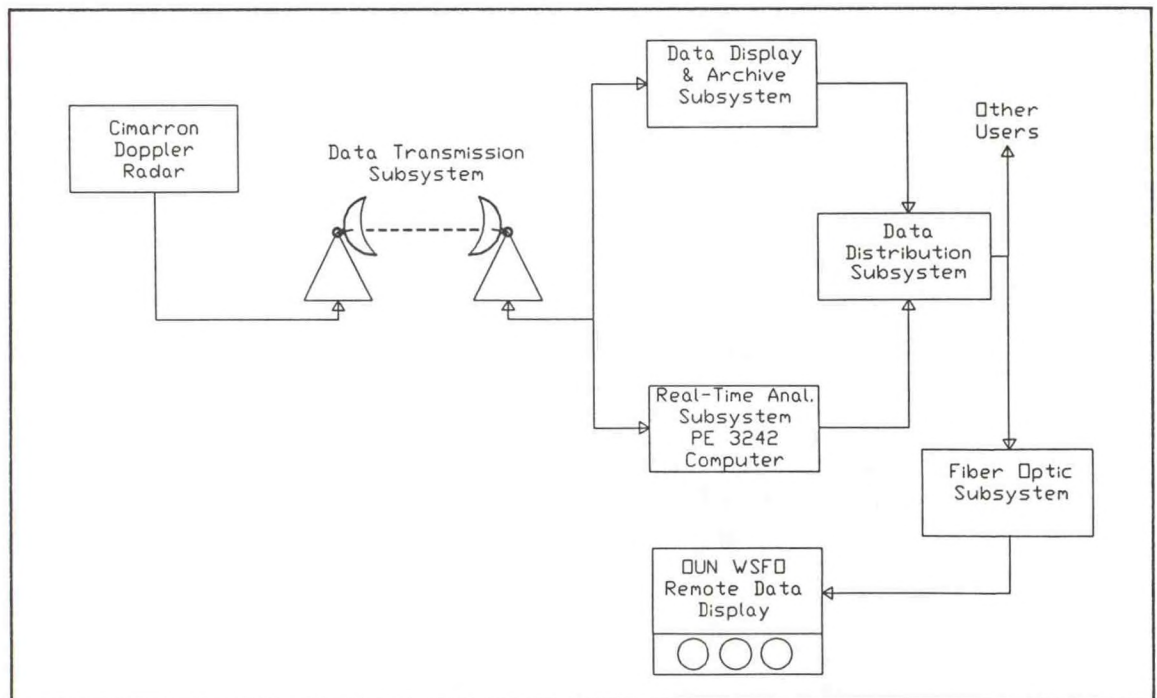 Cimarron
Doppler
Radar
Data Transmission
Subsystem
Data Display
& Archive
Subsystem
Other
Users
Data
Distribution
Subsystem
Real-Time Anal.
Subsystem
PE 3242
Computer
Fiber Optic
Subsystem
OUN WSFO
Remote Data
Display